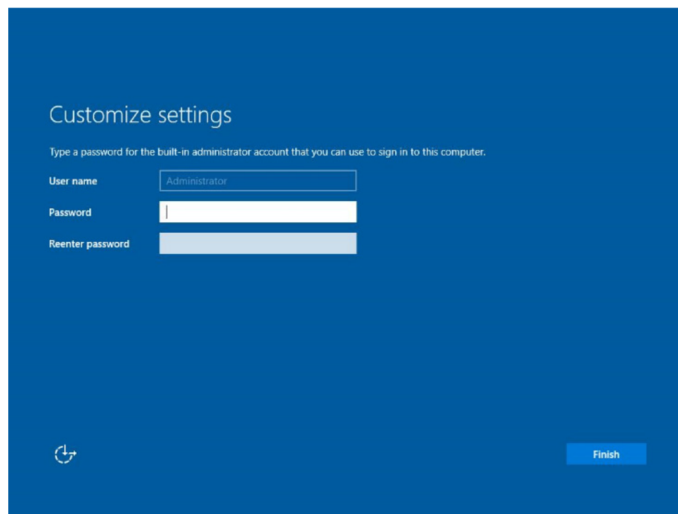 Customize settings
Type a password for the built-in administrator account that you can use to sign in to this computer.
User name
Administrator
Password
Reenter password
Finish